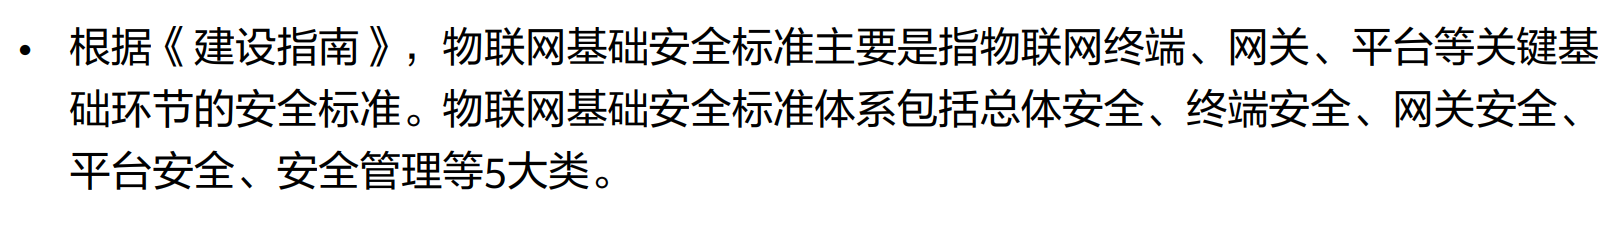 • 根据《建设指南》，物联网基础安全标准主要是指物联网终端、网关、平台等关键基
础环节的安全标准。物联网基础安全标准体系包括总体安全、终端安全、网关安全、
平台安全、安全管理等5大类。